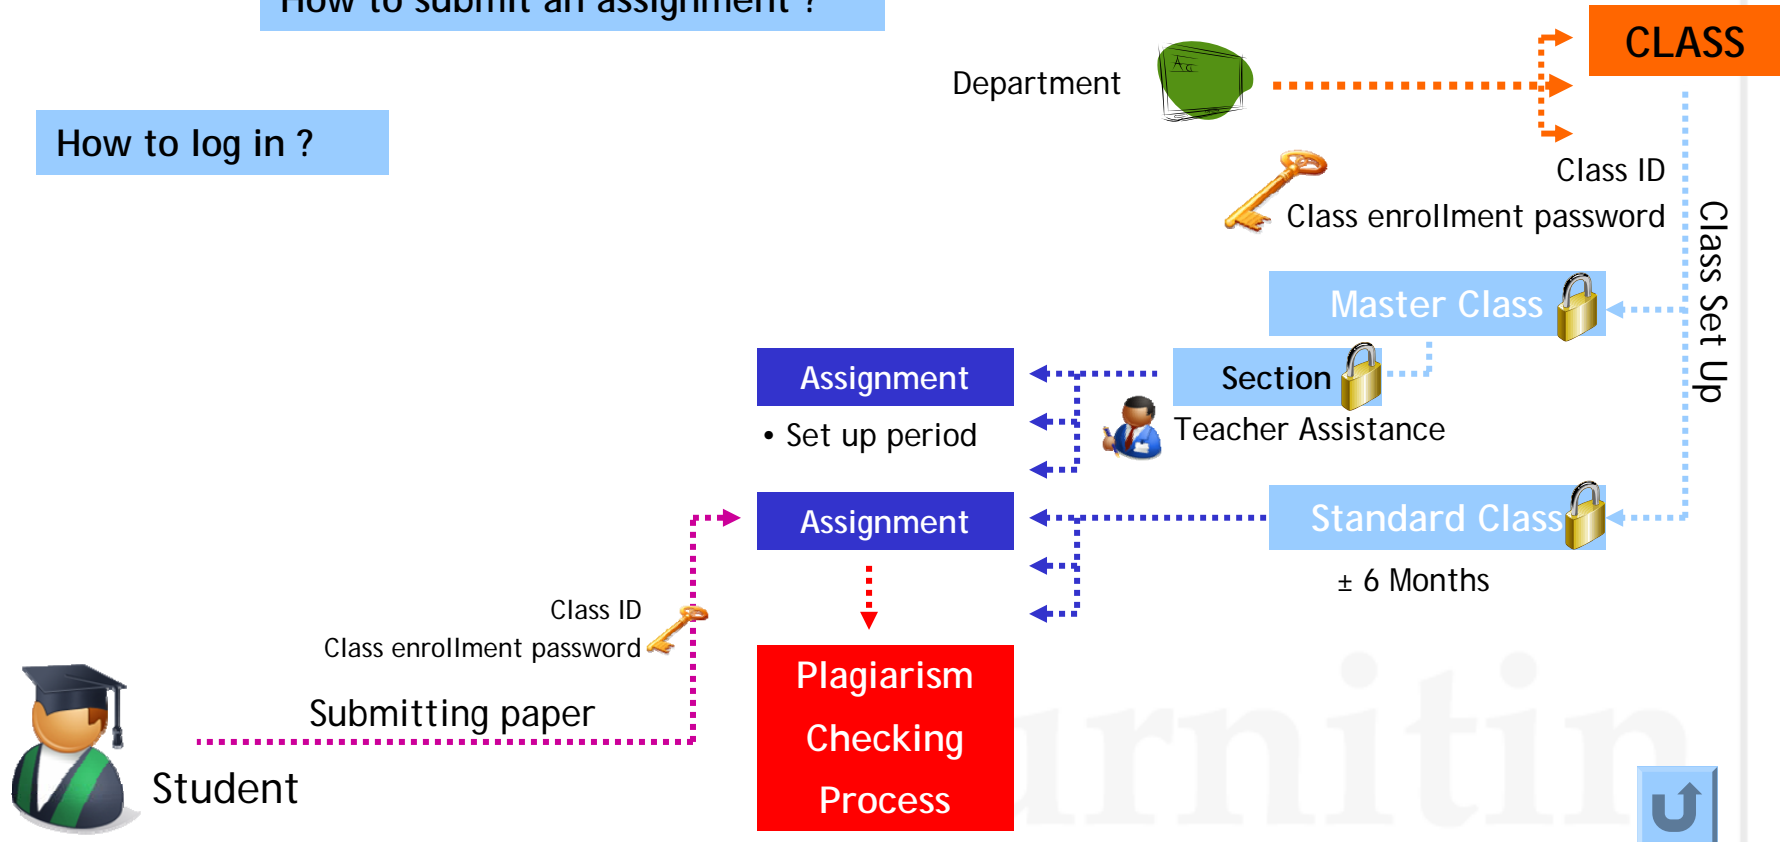 How to submit an assignment ?
CLASS
Department
How to log in ?
Class ID
Class enrollment password
Class Set Up
Master Class
Assignment
Section
• Set up period
Teacher Assistance
Assignment
Standard Class
± 6 Months
Class ID
Class enrollment password
Plagiarism
Checking
Process
Submitting paper
Student
urnitin